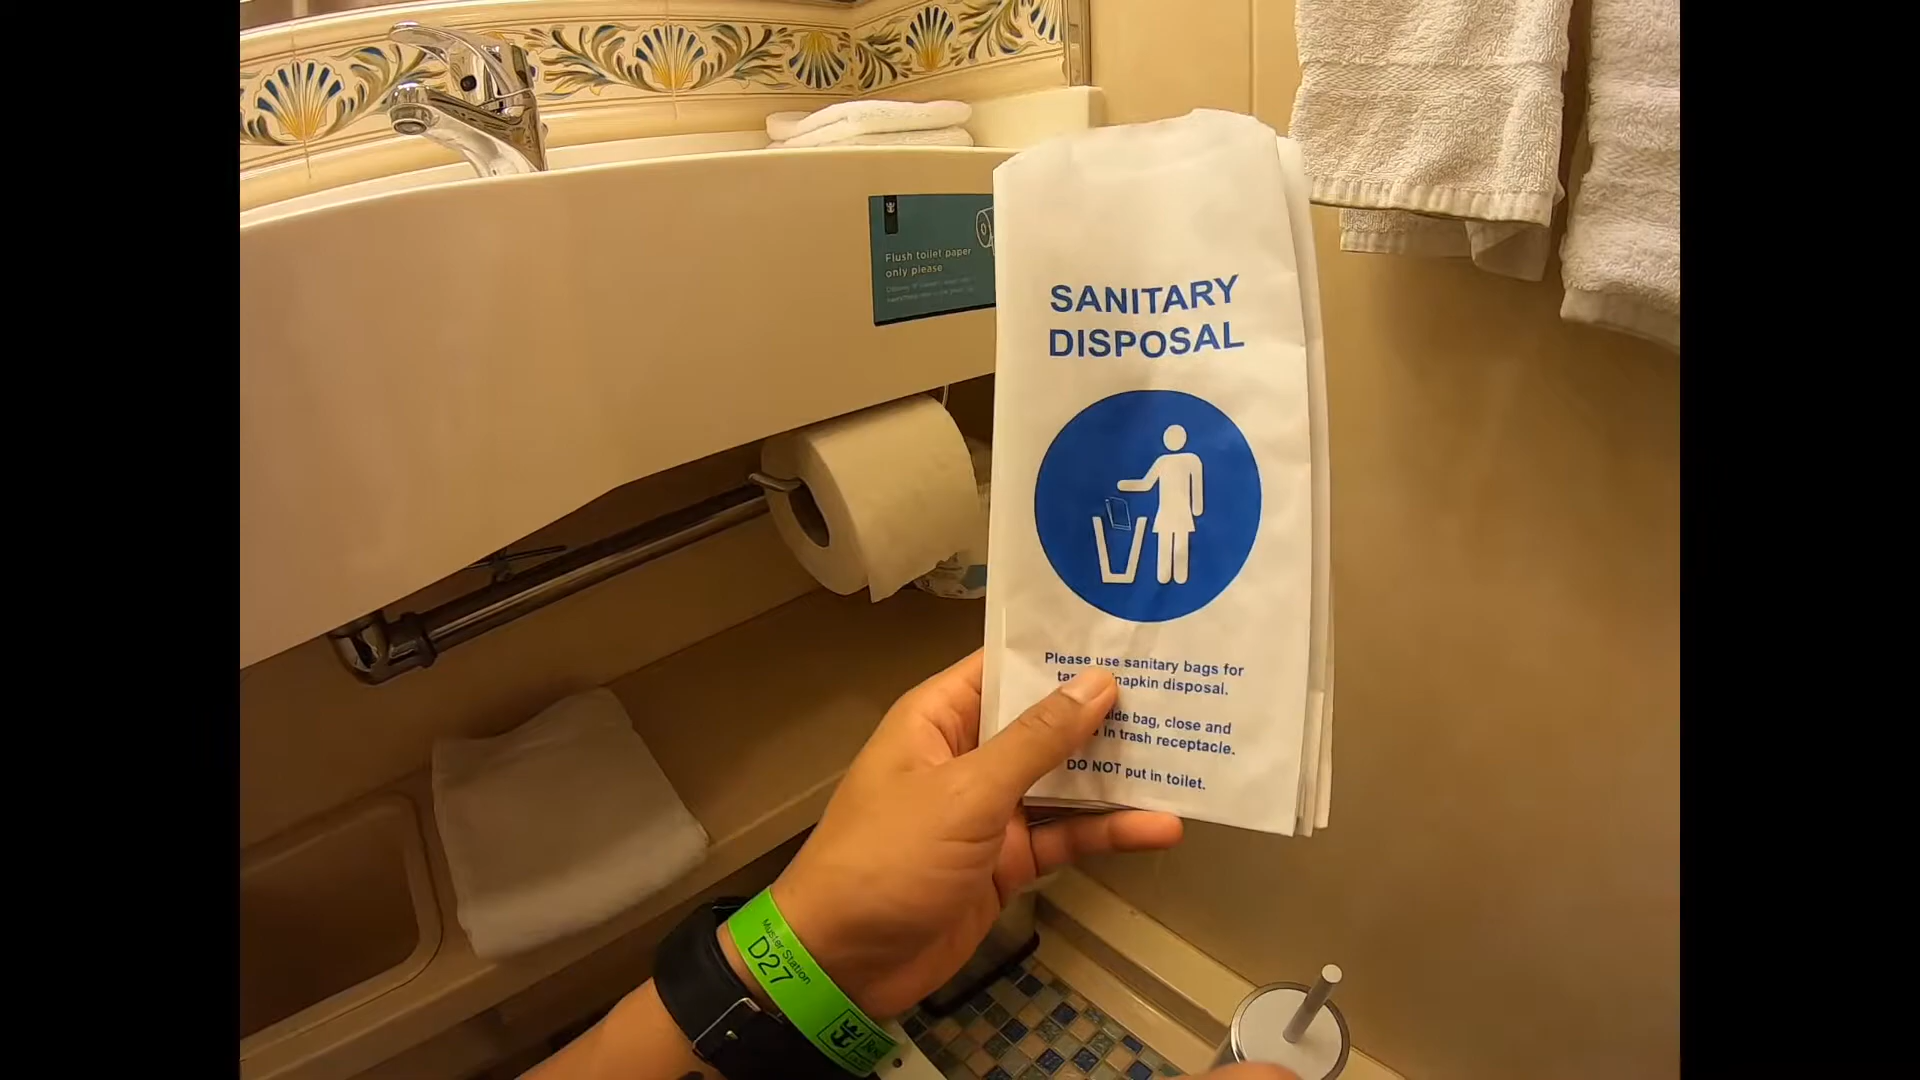 Flush toilet paper
only please
SANITARY
DISPOSAL
Please use sanitary bags for
napkin disposal.
bag, close and
in trash receptacle.
DO NOT put in toilet.
Muster Station
D27